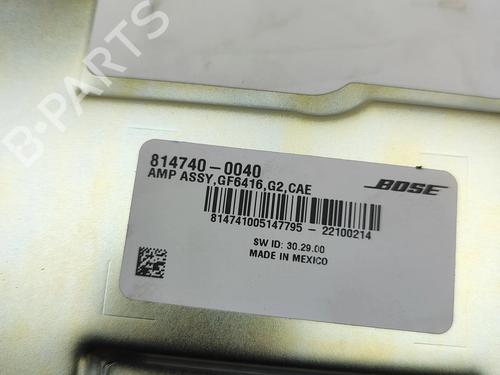 B-PARTS
814740-0040
AMP ASSY,GF6416,G2,CAE
BOSE
814741005147795 - 22100214
SW ID: 30.29.00
MADE IN MEXICO